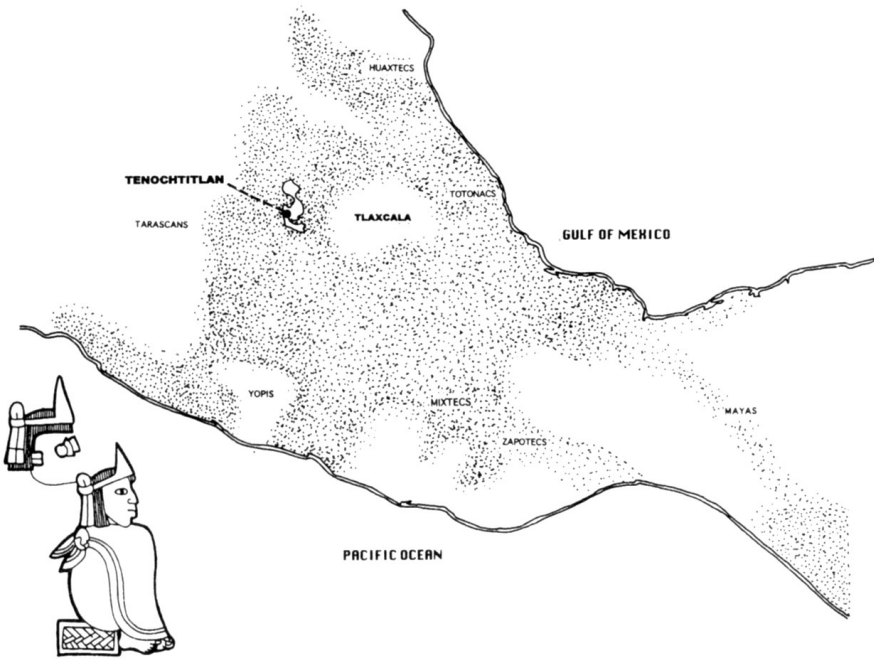 HUAXTECS
TENOCHTITLAN
TOTONACS
TLAXCALA
TARASCANS
GULF OF MEXICO
YOPIS
MIXTECS
MAYAS
ZAPOTECS
PACIFIC OCEAN